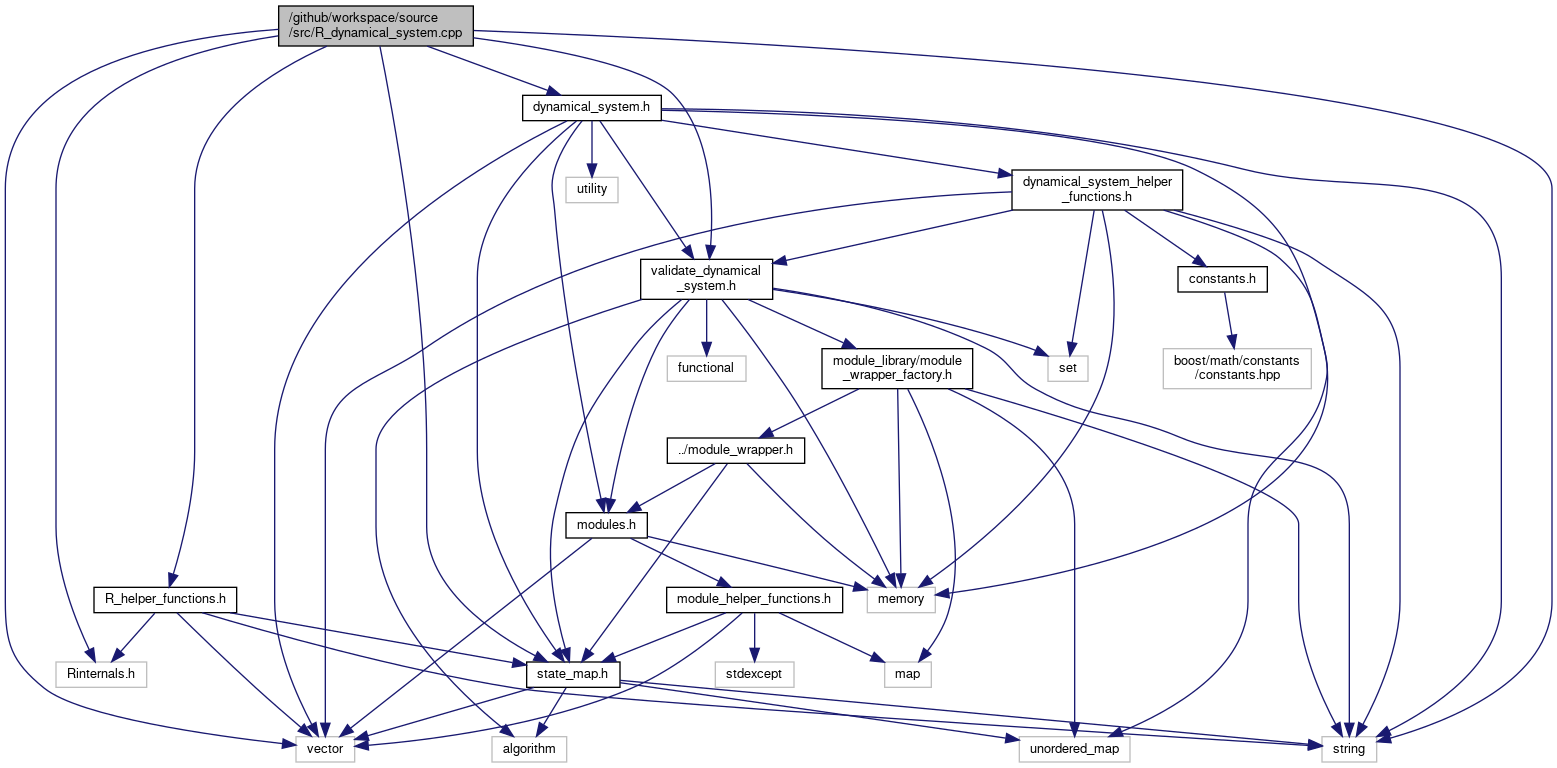 /github/workspace/source
/src/R_dynamical_system.cpp
dynamical_system.h
utility
dynamical_system_helper
_functions.h
validate_dynamical
_system.h
constants.h
functional
module_library/module
_wrapper_factory.h
set
boost/math/constants
/constants.hpp
../module_wrapper.h
modules.h
R_helper_functions.h
module_helper_functions.h
memory
Rinternals.h
state_map.h
stdexcept
map
vector
algorithm
unordered_map
string